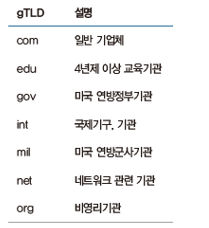 gTLD 설명
com 일반 기업체
edu 4년제 이상 교육기관
gov 미국 연방정부기관
int 국제기구, 기관
mil 미국 연방군사기관
net 네트워크 관련 기관
org 비영리기관